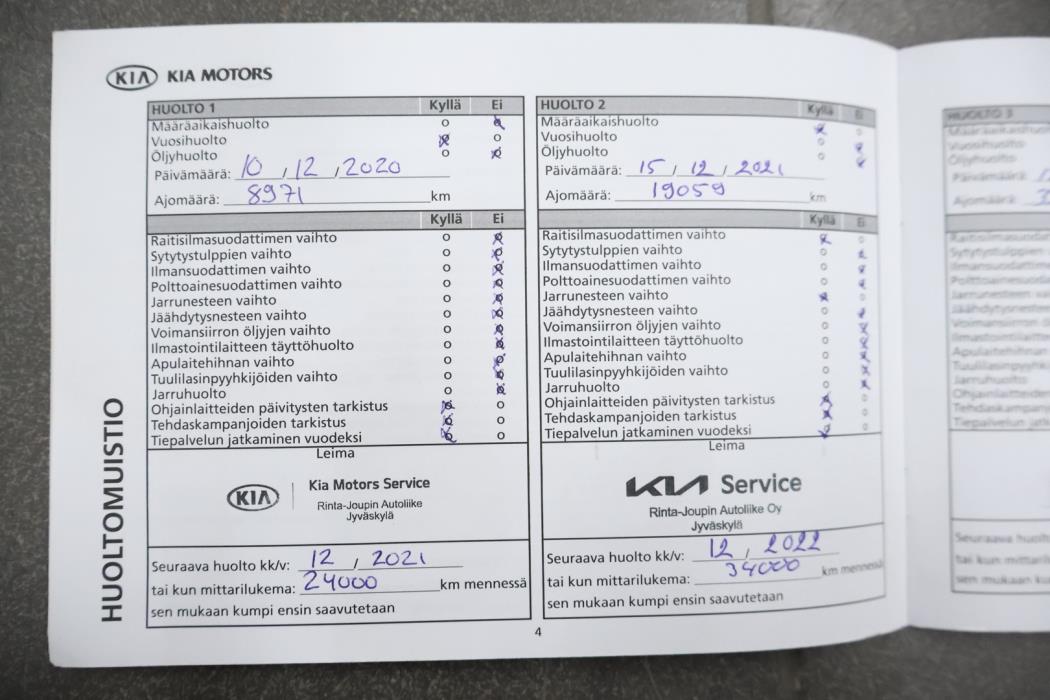 KIA KIA MOTORS
HUOLTOMUISTIO
HUOLTO 1 Kyllä Ei
Määräaikaishuolto o o
Vuosihuolto o o
Öljyhuolto o o
Päivämäärä: 10 , 12 , 2020
Ajomäärä: 8971 km
Kyllä Ei
Raitisilmasuodattimen vaihto o o
Sytytystulppien vaihto o o
Ilmansuodattimen vaihto o o
Polttoainesuodattimen vaihto o o
Jarrunesteen vaihto o o
Jäähdytysnesteen vaihto o o
Voimansiirron öljyjen vaihto o o
Ilmastointilaitteen täyttöhuolto o o
Apulaitehihnan vaihto o o
Tuulilasinpyyhkijöiden vaihto o o
Jarruhuolto o o
Ohjainlaitteiden päivitysten tarkistus o o
Tehdaskampanjoiden tarkistus o o
Tiepalvelun jatkaminen vuodeksi o o
Leima
KIA Kia Motors Service
Rinta-Joupin Autoliike
Jyväskylä
Seuraava huolto kk/v: 12 , 2021
tai kun mittarilukema: 24000 km mennessä
sen mukaan kumpi ensin saavutetaan
HUOLTO 2 Kyllä Ei
Määräaikaishuolto o o
Vuosihuolto o o
Öljyhuolto o o
Päivämäärä: 15 , 12 , 2021
Ajomäärä: 19059 km
Kyllä Ei
Raitisilmasuodattimen vaihto o o
Sytytystulppien vaihto o o
Ilmansuodattimen vaihto o o
Polttoainesuodattimen vaihto o o
Jarrunesteen vaihto o o
Jäähdytysnesteen vaihto o o
Voimansiirron öljyjen vaihto o o
Ilmastointilaitteen täyttöhuolto o o
Apulaitehihnan vaihto o o
Tuulilasinpyyhkijöiden vaihto o o
Jarruhuolto o o
Ohjainlaitteiden päivitysten tarkistus o o
Tehdaskampanjoiden tarkistus o o
Tiepalvelun jatkaminen vuodeksi o o
Leima
KIA Service
Rinta-Joupin Autoliike Oy
Jyväskylä
Seuraava huolto kk/v: 12 , 2022
tai kun mittarilukema: 34000 km mennessä
sen mukaan kumpi ensin saavutetaan
4
HUOLTO 3